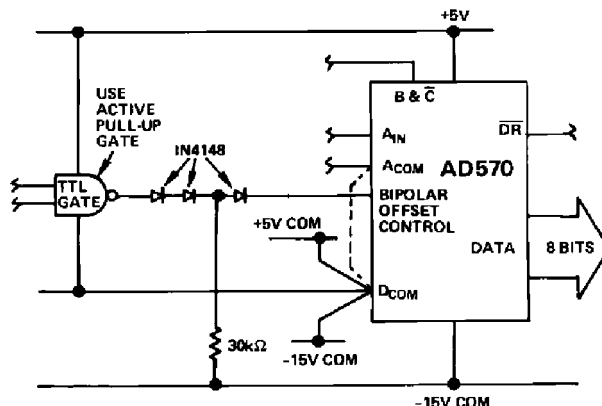 +5V
USE
ACTIVE
PULL-UP
GATE
IN4148
TTL
GATE
B & C̅
A_IN
A_COM
AD570
D̅R̅
BIPOLAR
OFFSET
CONTROL
+5V COM
DATA
8 BITS
D_COM
30kΩ
-15V COM
-15V COM